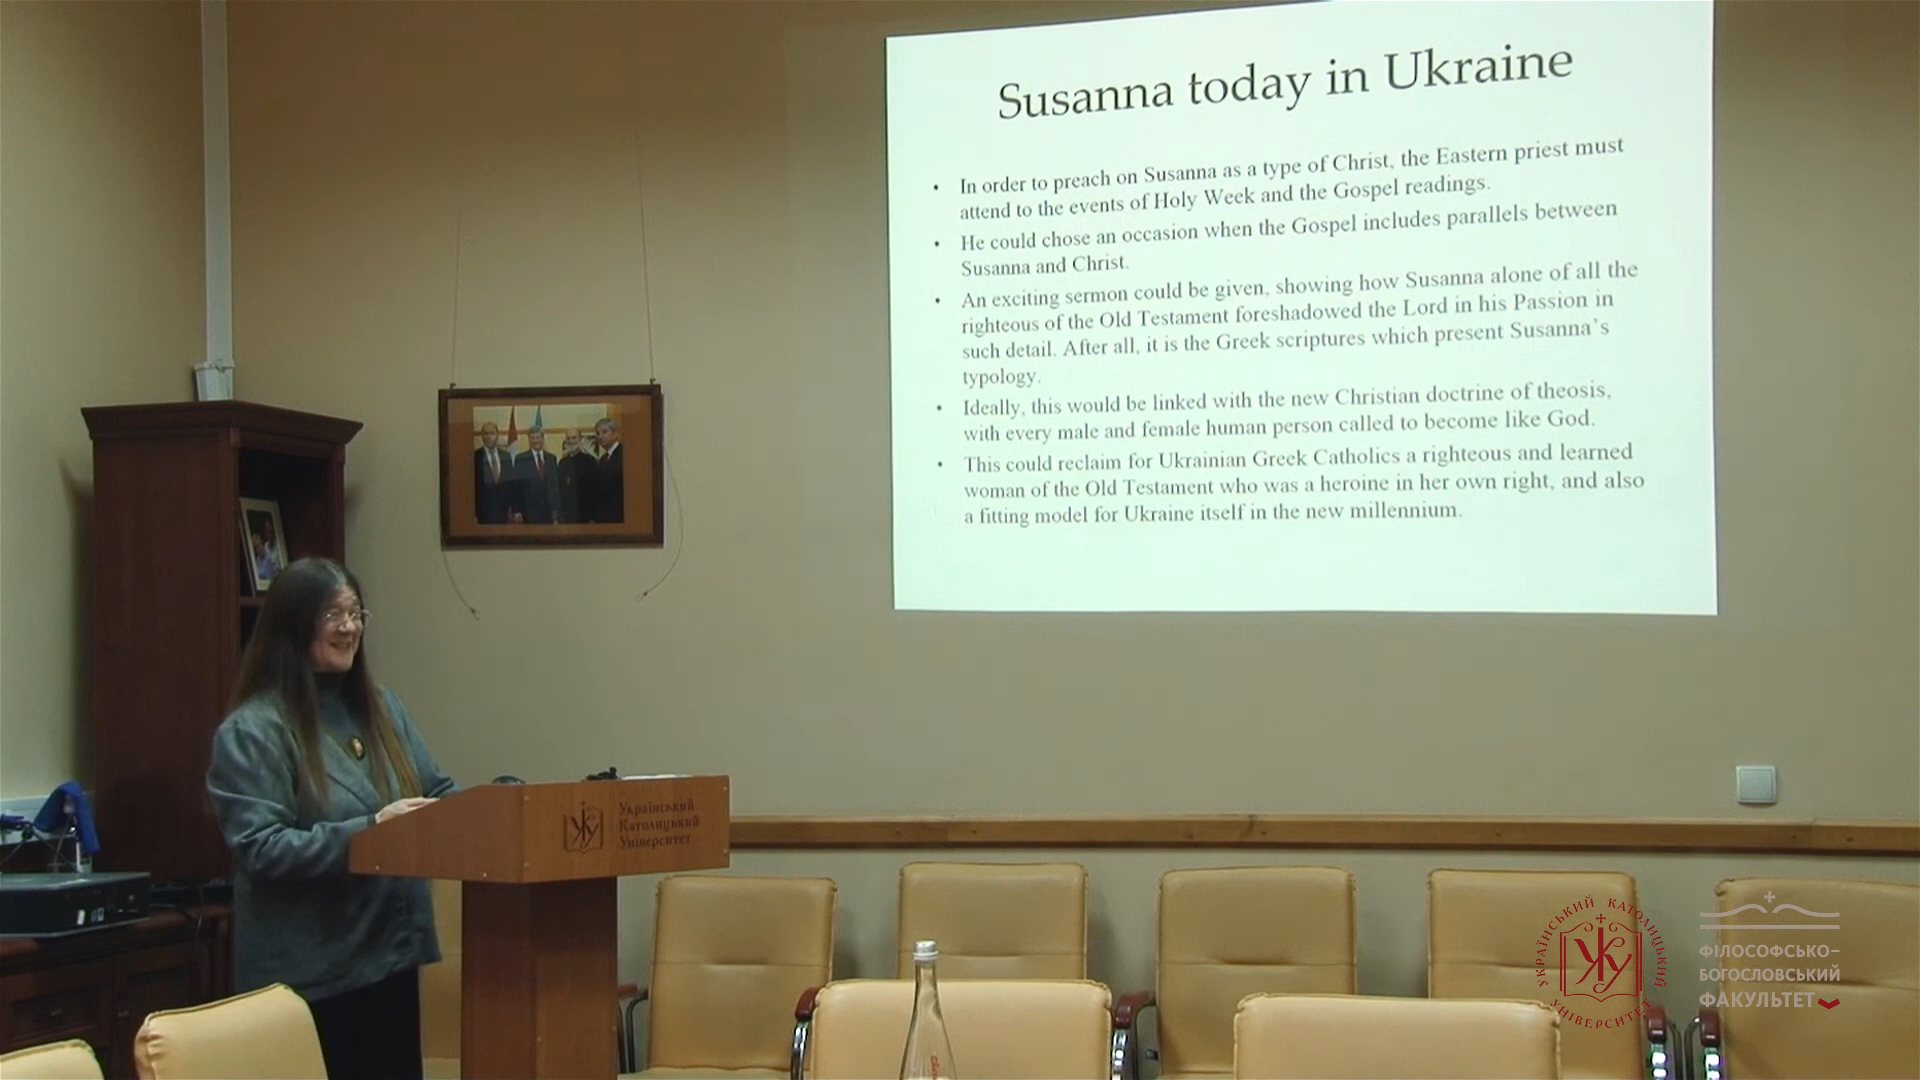 Susanna today in Ukraine
• In order to preach on Susanna as a type of Christ, the Eastern priest must
attend to the events of Holy Week and the Gospel readings.
• He could chose an occasion when the Gospel includes parallels between
Susanna and Christ.
• An exciting sermon could be given, showing how Susanna alone of all the
righteous of the Old Testament foreshadowed the Lord in his Passion in
such detail. After all, it is the Greek scriptures which present Susanna's
typology.
• Ideally, this would be linked with the new Christian doctrine of theosis,
with every male and female human person called to become like God.
• This could reclaim for Ukrainian Greek Catholics a righteous and learned
woman of the Old Testament who was a heroine in her own right, and also
a fitting model for Ukraine itself in the new millennium.
Український
Католицький
Університет
УКРАЇНСЬКИЙ КАТОЛИЦЬКИЙ
УНІВЕРСИТЕТ
ФІЛОСОФСЬКО-
БОГОСЛОВСЬКИЙ
ФАКУЛЬТЕТ